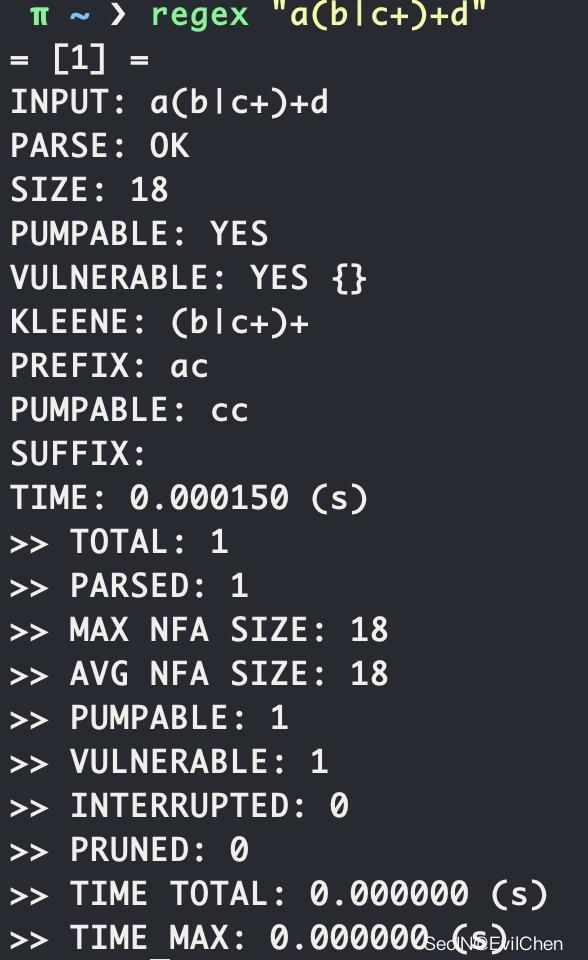 π ~ ❯ regex "a(b|c+)+d"
= [1] =
INPUT: a(b|c+)+d
PARSE: OK
SIZE: 18
PUMPABLE: YES
VULNERABLE: YES {}
KLEENE: (b|c+)+
PREFIX: ac
PUMPABLE: cc
SUFFIX:
TIME: 0.000150 (s)
>> TOTAL: 1
>> PARSED: 1
>> MAX NFA SIZE: 18
>> AVG NFA SIZE: 18
>> PUMPABLE: 1
>> VULNERABLE: 1
>> INTERRUPTED: 0
>> PRUNED: 0
>> TIME TOTAL: 0.000000 (s)
>> TIME MAX: 0.000000 (s)
SecIN@EvilChen